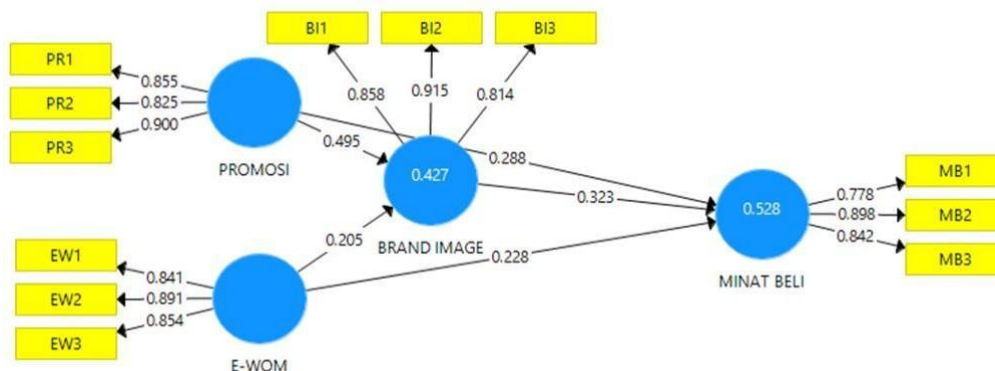 BI1
BI2
BI3
PR1
PR2
PR3
0.855
0.825
0.900
0.858
0.915
0.814
0.495
0.288
PROMOSI
0.427
0.323
BRAND IMAGE
0.528
MINAT BELI
0.778
0.898
0.842
MB1
MB2
MB3
0.205
0.228
EW1
EW2
EW3
0.841
0.891
0.854
E-WOM